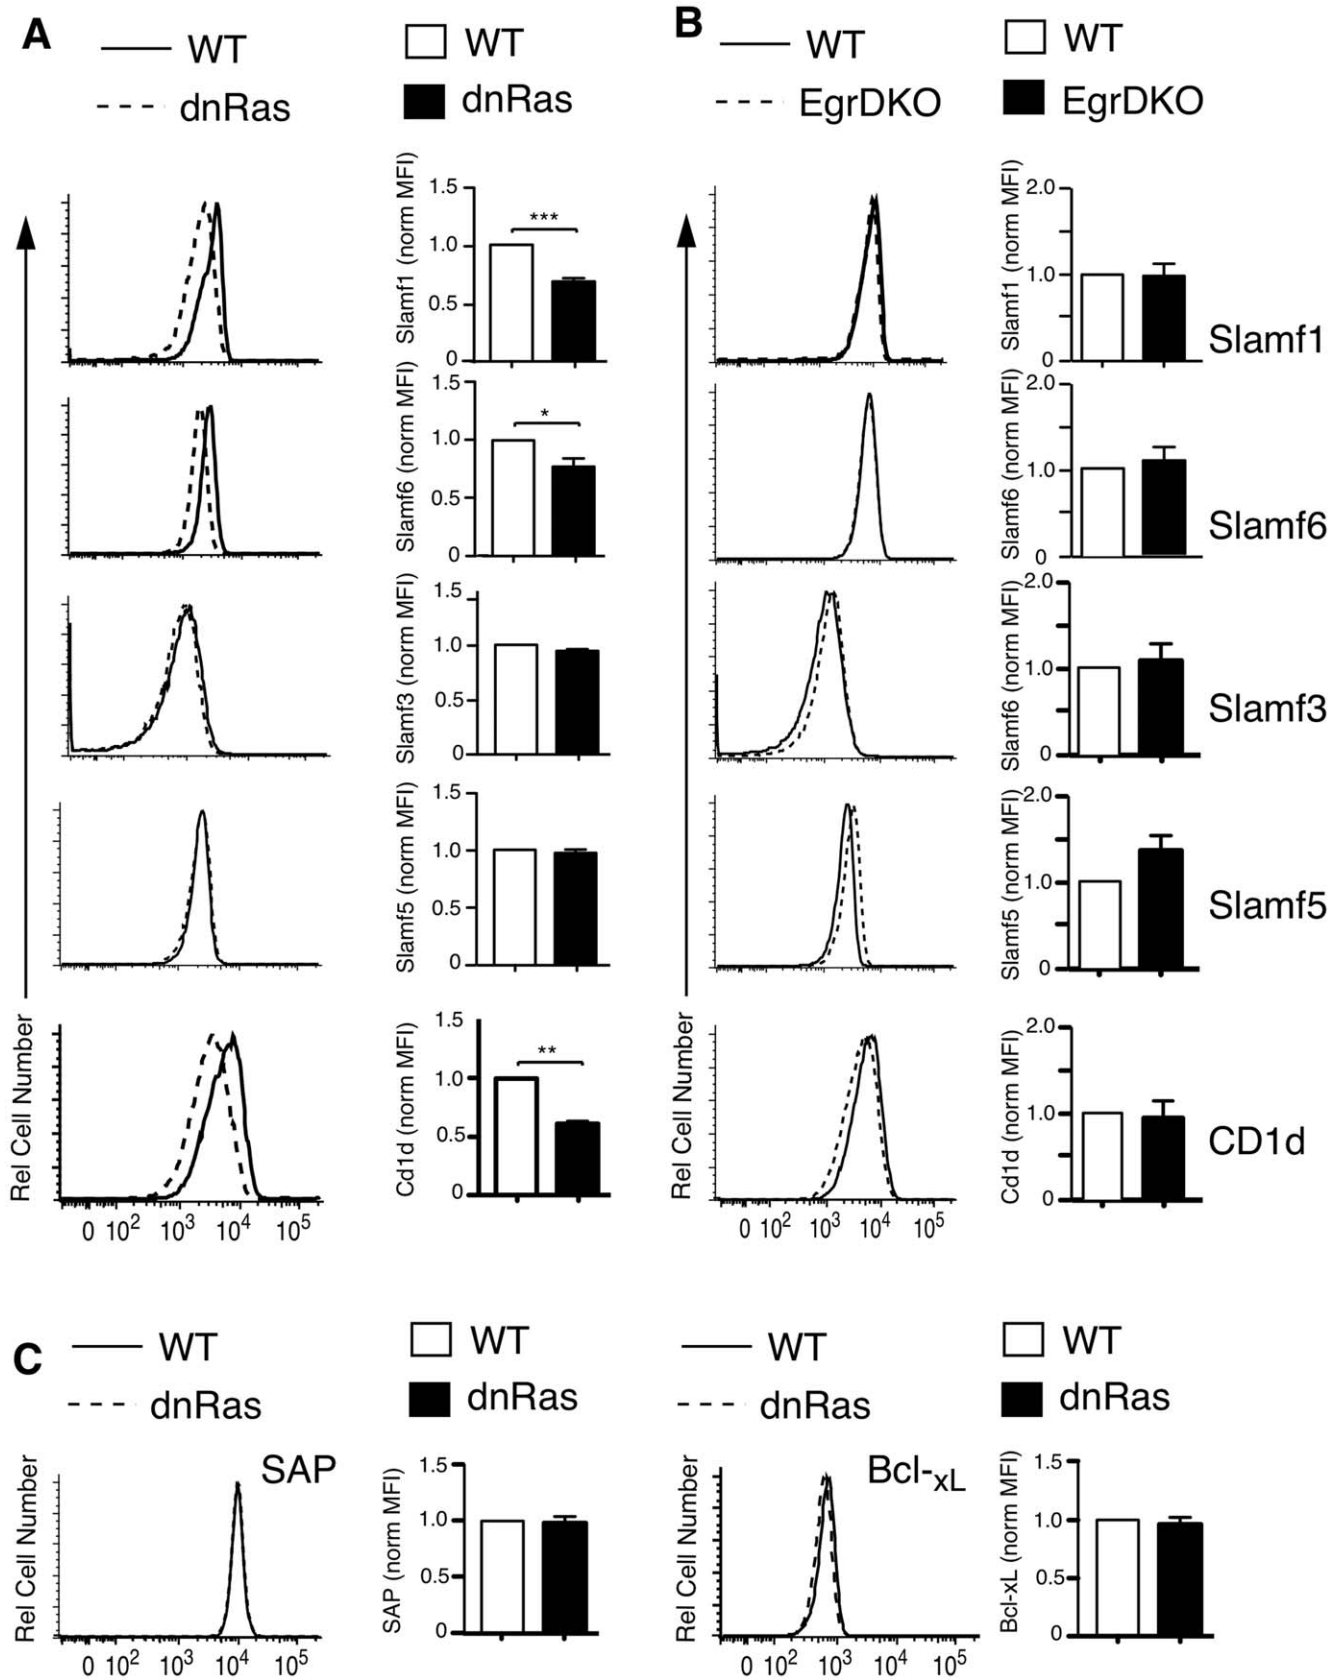 A
WT
dnRas
WT
dnRas
B
WT
EgrDKO
WT
EgrDKO
Slamf1 (norm MFI)
1.5
1.0
0.5
0
***
Slamf1 (norm MFI)
2.0
1.0
0
Slamf1
Slamf6 (norm MFI)
1.5
1.0
0.5
0
*
Slamf6 (norm MFI)
2.0
1.0
0
Slamf6
Slamf3 (norm MFI)
1.5
1.0
0.5
0
Slamf6 (norm MFI)
2.0
1.0
0
Slamf3
Slamf5 (norm MFI)
1.5
1.0
0.5
0
Slamf5 (norm MFI)
2.0
1.0
0
Slamf5
Rel Cell Number
0 10² 10³ 10⁴ 10⁵
Cd1d (norm MFI)
1.5
1.0
0.5
0
**
Rel Cell Number
0 10² 10³ 10⁴ 10⁵
Cd1d (norm MFI)
2.0
1.0
0
CD1d
C
WT
dnRas
WT
dnRas
WT
dnRas
WT
dnRas
Rel Cell Number
SAP
0 10² 10³ 10⁴ 10⁵
SAP (norm MFI)
1.5
1.0
0.5
0
Rel Cell Number
Bcl-xL
0 10² 10³ 10⁴ 10⁵
Bcl-xL (norm MFI)
1.5
1.0
0.5
0